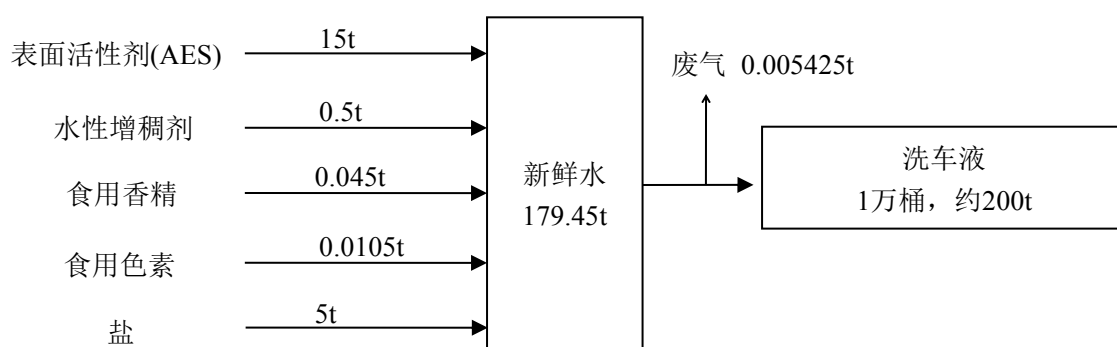 表面活性剂(AES)
15t
水性增稠剂
0.5t
食用香精
0.045t
食用色素
0.0105t
盐
5t
新鲜水
179.45t
废气 0.005425t
洗车液
1万桶，约200t